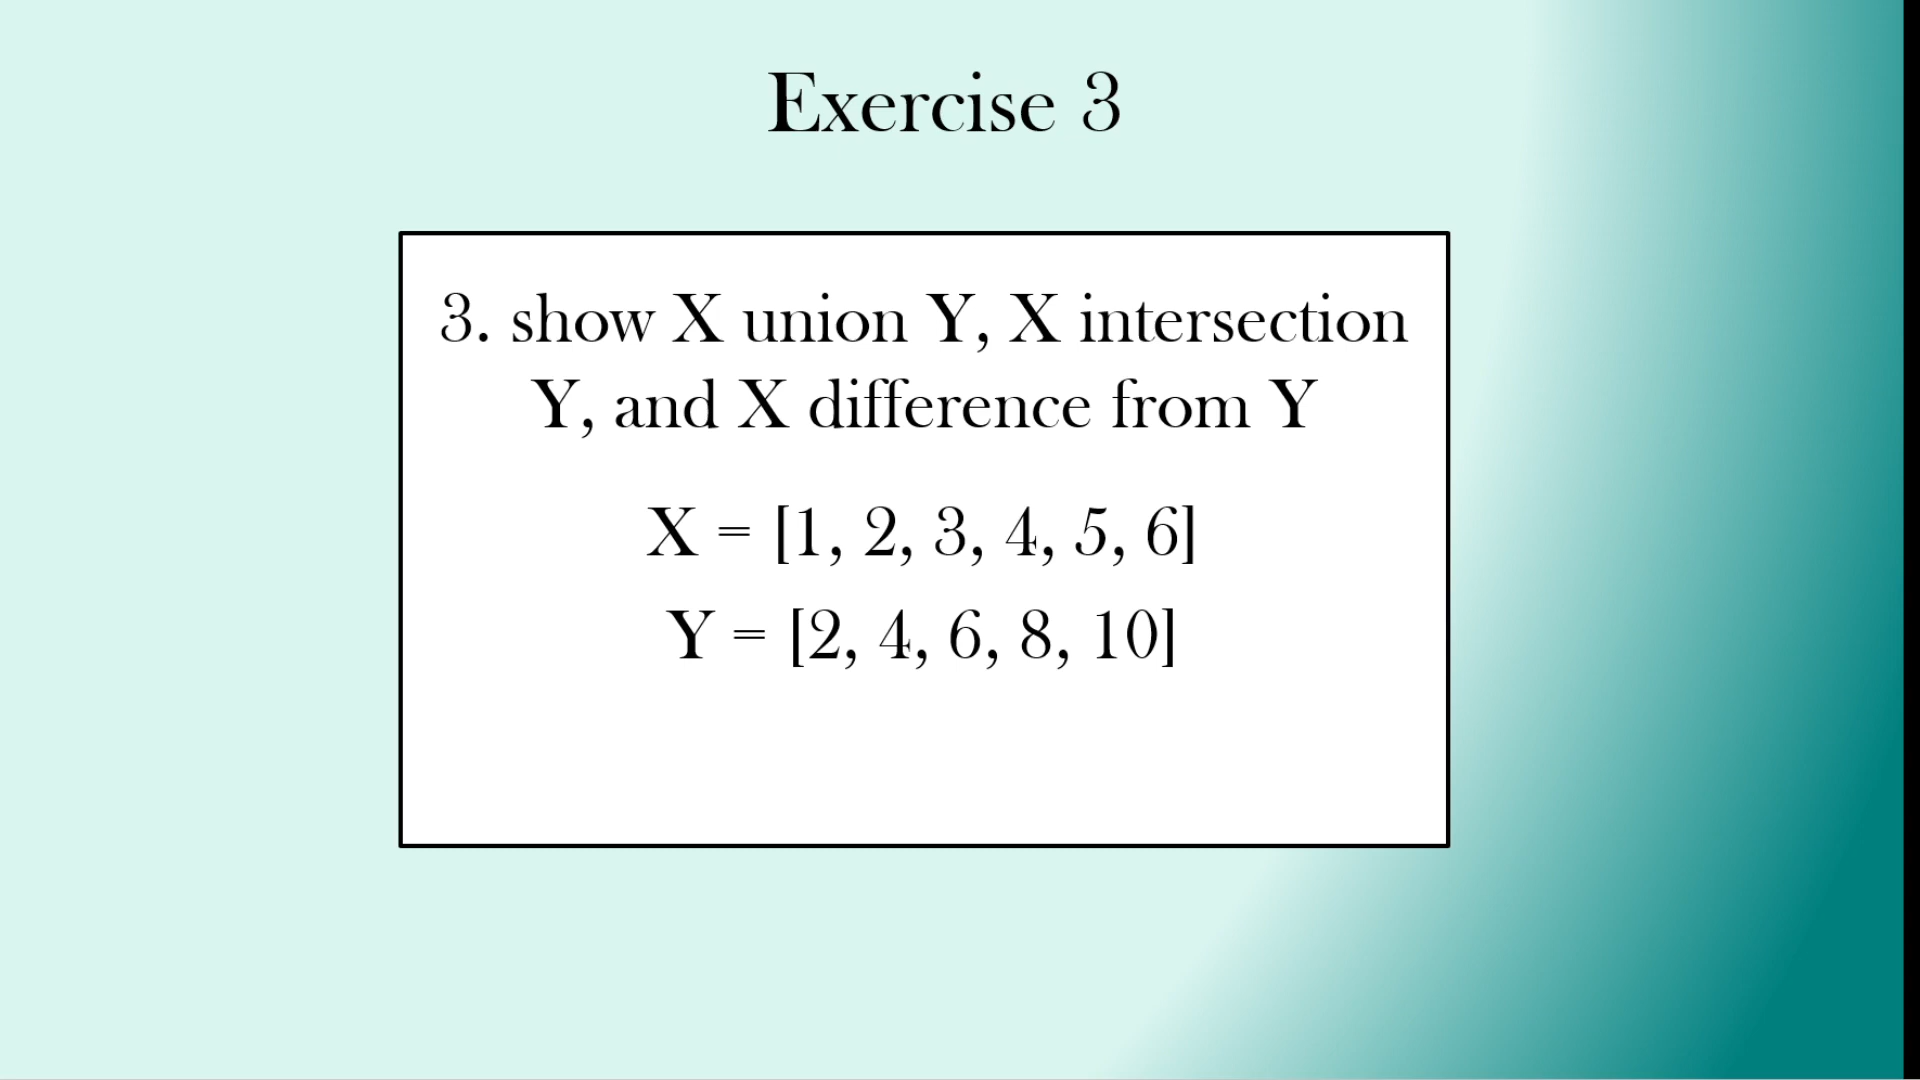 Exercise 3
3. show X union Y, X intersection
Y, and X difference from Y
X = [1, 2, 3, 4, 5, 6]
Y = [2, 4, 6, 8, 10]